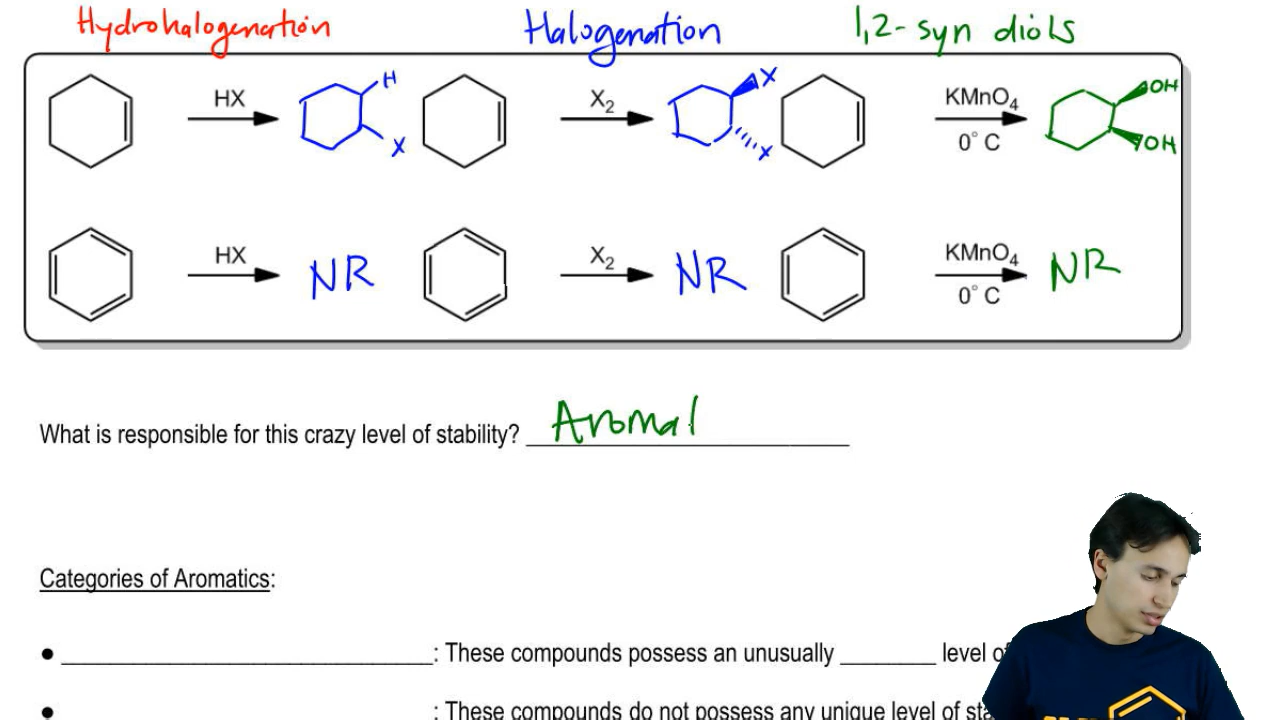 Hydrohalogenation Halogenation 1,2- syn diols
HX H X X2 X X KMnO4 0° C OH OH
HX NR X2 NR KMnO4 0° C NR
What is responsible for this crazy level of stability? Aromat
Categories of Aromatics:
● ______________________________: These compounds possess an unusually ________ level of
● : These compounds do not possess any unique level of sta